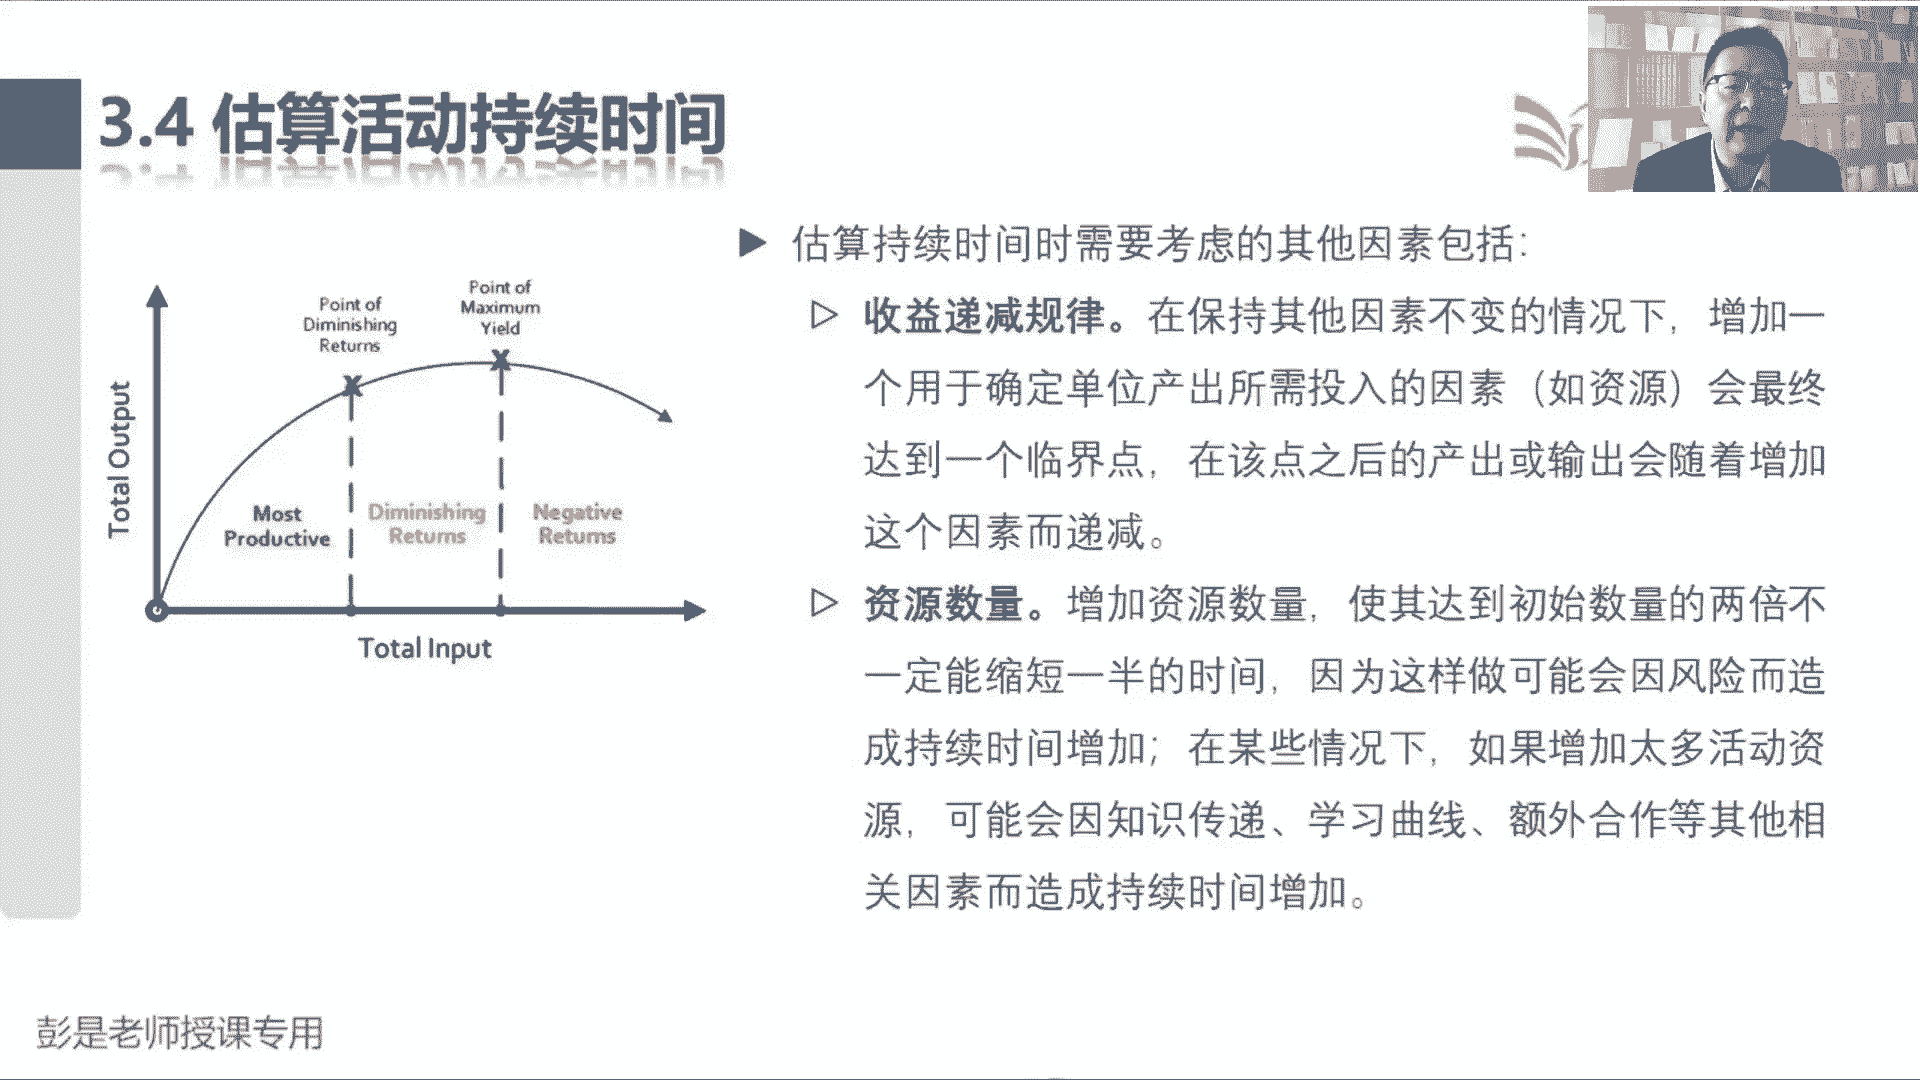 3.4 估算活动持续时间
Point of
Diminishing
Returns
Point of
Maximum
Yield
Total Output
Most
Productive
Diminishing
Returns
Negative
Returns
Total Input
估算持续时间时需要考虑的其他因素包括：
收益递减规律。在保持其他因素不变的情况下，增加一
个用于确定单位产出所需投入的因素（如资源）会最终
达到一个临界点，在该点之后的产出或输出会随着增加
这个因素而递减。
资源数量。增加资源数量，使其达到初始数量的两倍不
一定能缩短一半的时间，因为这样做可能会因风险而造
成持续时间增加；在某些情况下，如果增加太多活动资
源，可能会因知识传递、学习曲线、额外合作等其他相
关因素而造成持续时间增加。
彭是老师授课专用